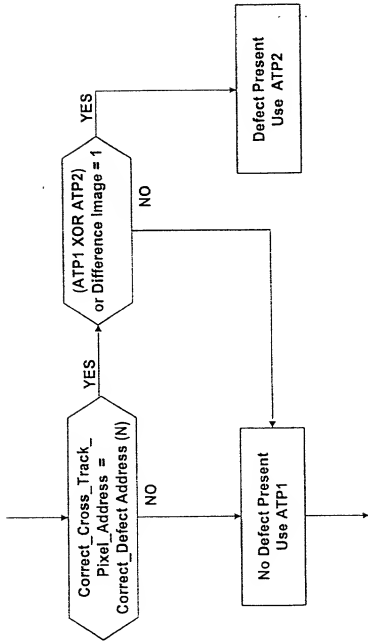 Correct_Cross_Track_
Pixel_Address =
Correct_Defect Address (N)
YES
NO
(ATP1 XOR ATP2)
or Difference Image = 1
YES
NO
No Defect Present
Use ATP1
Defect Present
Use ATP2